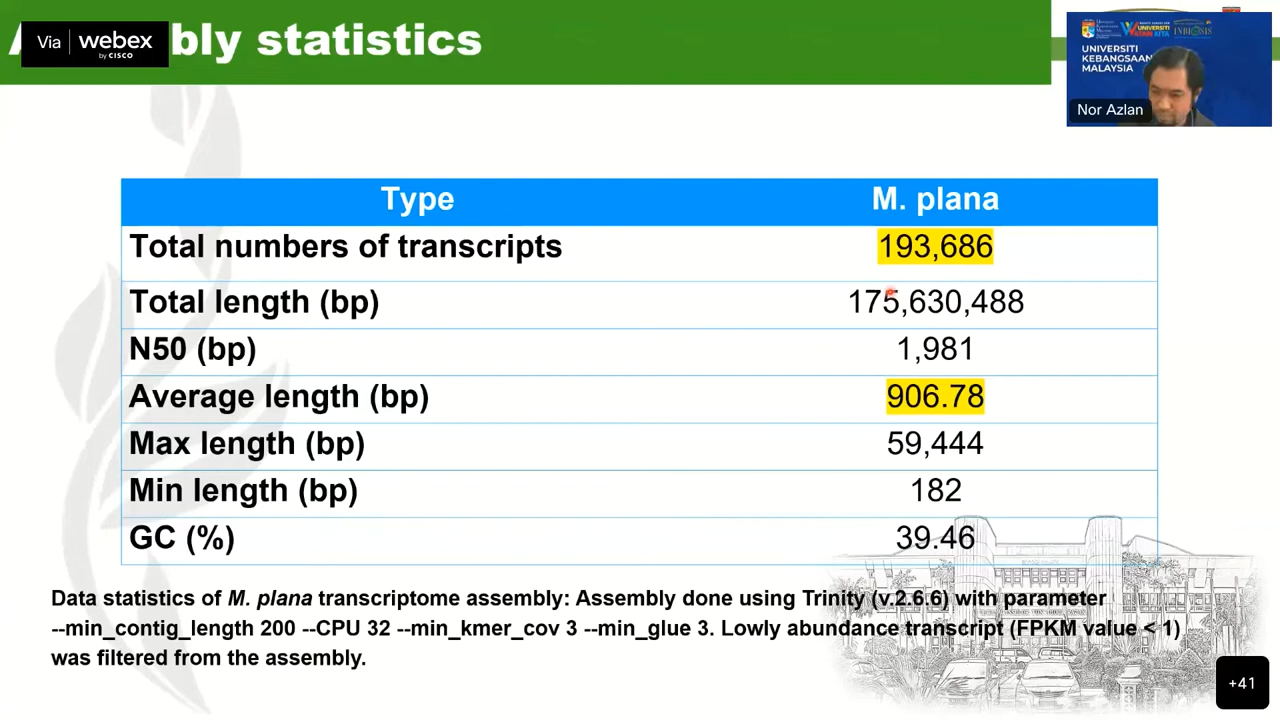 Via webex
by CISCO
bly statistics
UNIVERSITI
KEBANGSAAN
MALAYSIA
Nor Azlan
Type M. plana
Total numbers of transcripts 193,686
Total length (bp) 175,630,488
N50 (bp) 1,981
Average length (bp) 906.78
Max length (bp) 59,444
Min length (bp) 182
GC (%) 39.46
Data statistics of M. plana transcriptome assembly: Assembly done using Trinity (v.2.6.6) with parameter
--min_contig_length 200 --CPU 32 --min_kmer_cov 3 --min_glue 3. Lowly abundance transcript (FPKM value < 1)
was filtered from the assembly.
+41